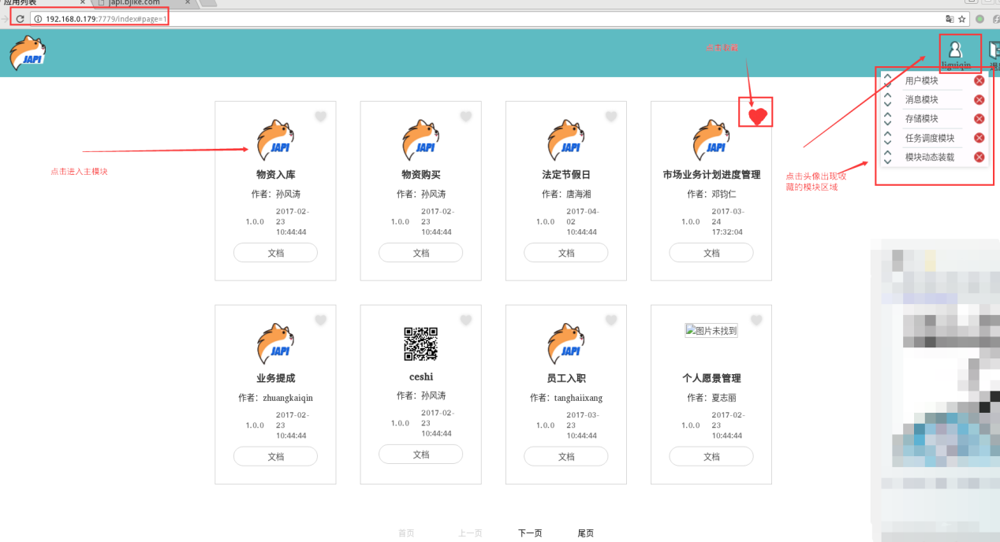 应用列表
japi.bjike.com
192.168.0.179:7779/index#page=1
JAPI
点击收藏
liguiqin
用户模块
消息模块
存储模块
任务调度模块
模块动态装载
点击头像出现收
藏的模块区域
点击进入主模块
JAPI
物资入库
作者：孙风涛
1.0.0
2017-02-
23
10:44:44
文档
JAPI
物资购买
作者：孙风涛
1.0.0
2017-02-
23
10:44:44
文档
JAPI
法定节假日
作者：唐海湘
1.0.0
2017-04-
02
10:44:44
文档
JAPI
市场业务计划进度管理
作者：邓钧仁
1.0.0
2017-03-
24
17:32:04
文档
JAPI
业务提成
作者：zhuangkaiqin
1.0.0
2017-02-
23
10:44:44
文档
ceshi
作者：孙风涛
1.0.0
2017-02-
23
10:44:44
文档
JAPI
员工入职
作者：tanghaiixang
1.0.0
2017-03-
23
10:44:44
文档
图片未找到
个人愿景管理
作者：夏志丽
1.0.0
2017-02-
23
10:44:44
文档
首页
上一页
下一页
尾页